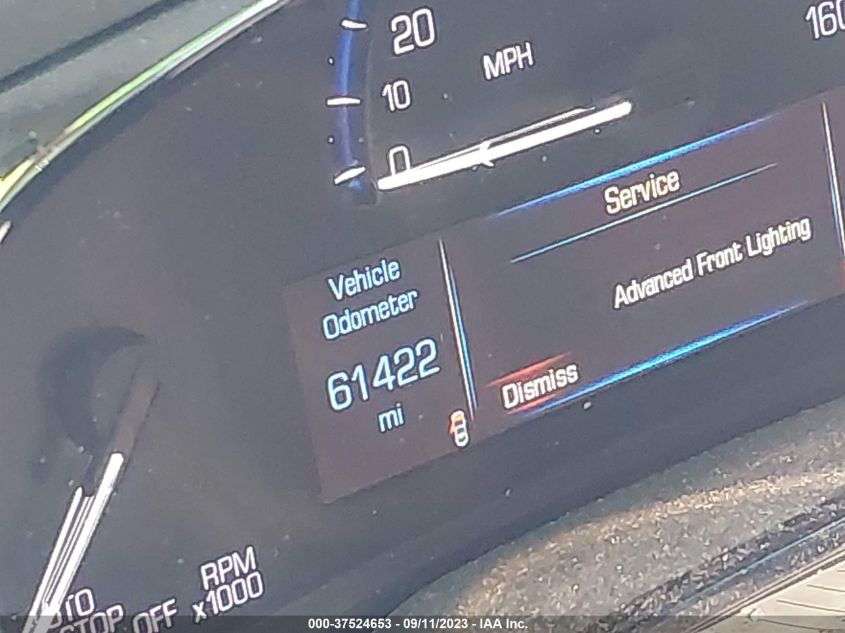 20
160
MPH
10
0
Service
Vehicle
Odometer
Advanced Front Lighting
61422
mi
Dismiss
RPM
x1000
STOP OFF
000-37524653 - 09/11/2023 - IAA Inc.